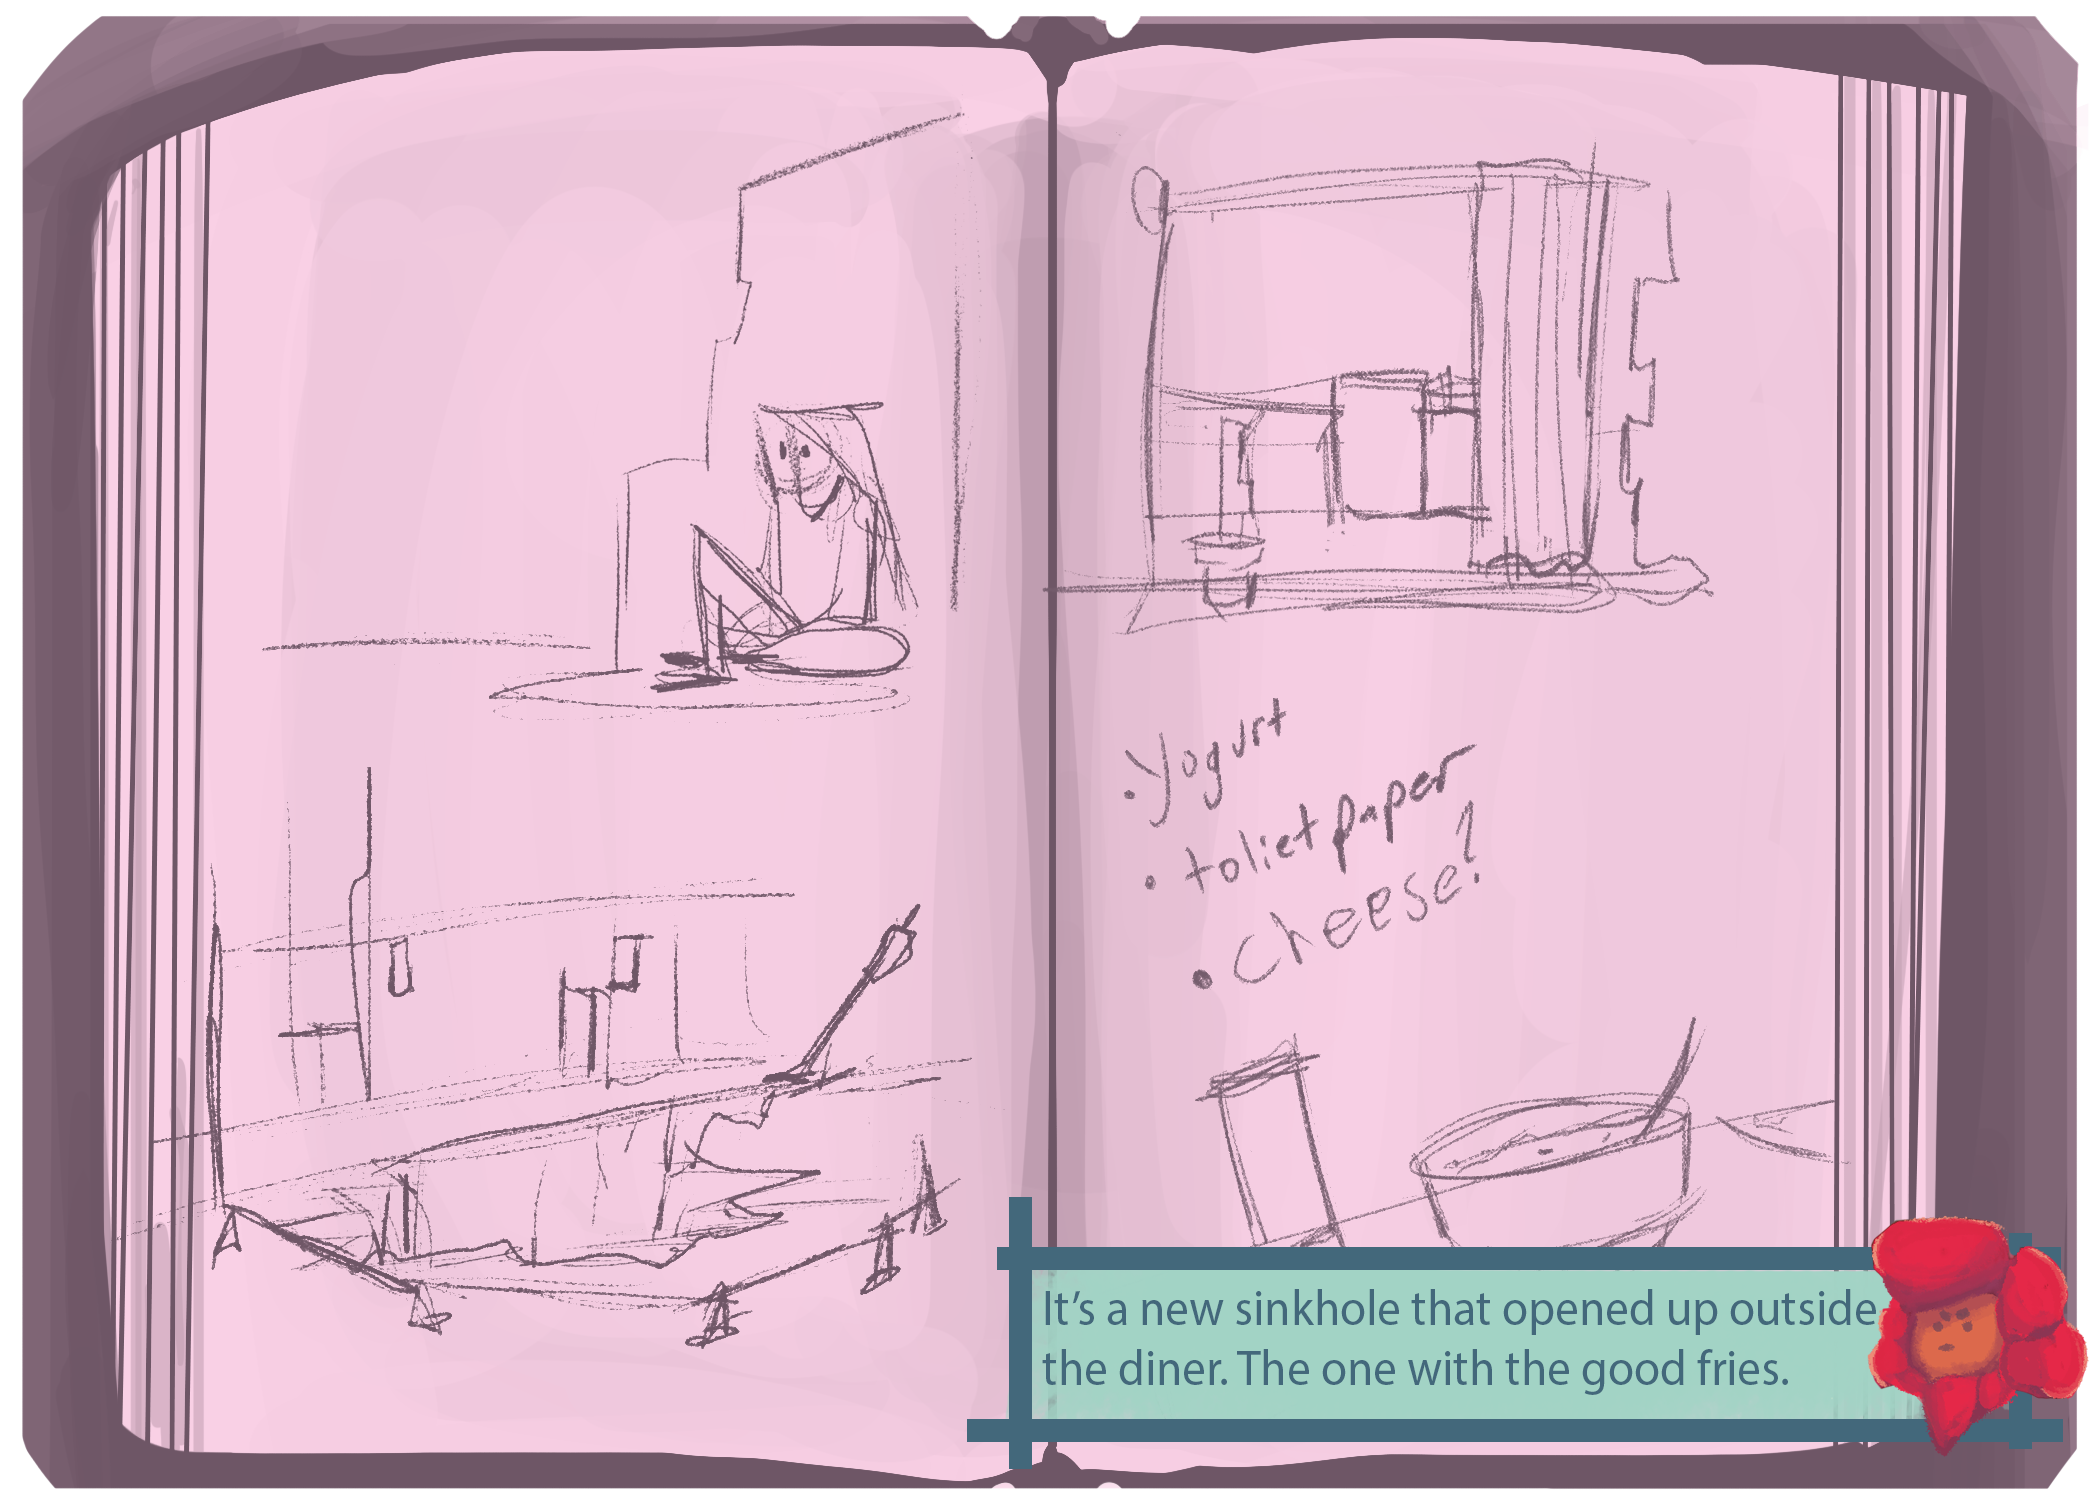 • Yogurt
• toliet paper
• cheese?
It’s a new sinkhole that opened up outside
the diner. The one with the good fries.